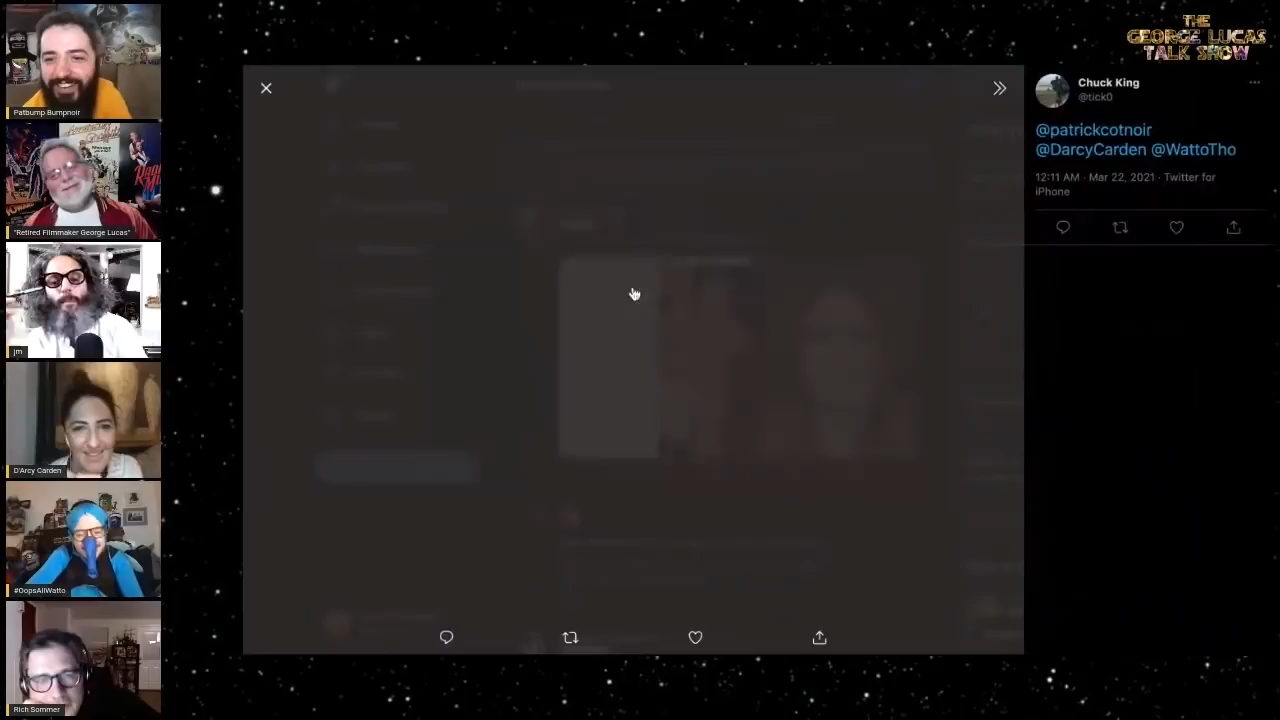 Patbump Bumpnoir
"Retired Filmmaker George Lucas"
jm
D'Arcy Carden
#OopsAllWatto
Rich Sommer
THE
GEORGE LUCAS
TALK SHOW
Chuck King
@tick0
@patrickcotnoir
@DarcyCarden @WattoTho
12:11 AM · Mar 22, 2021 · Twitter for
iPhone